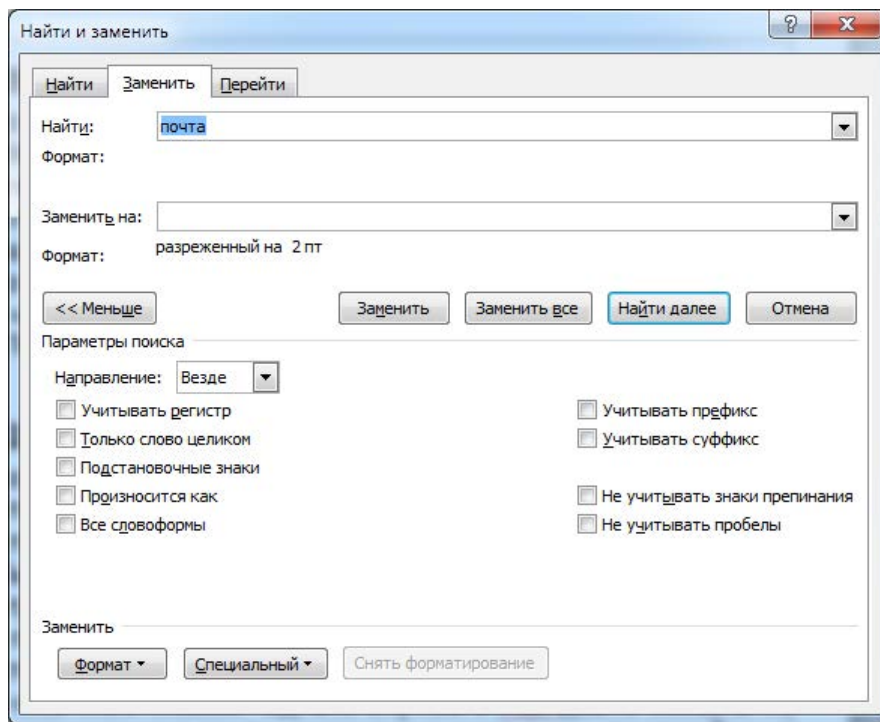 Найти и заменить
Найти Заменить Перейти
Найти: почта
Формат:
Заменить на:
Формат: разреженный на 2 пт
<< Меньше Заменить Заменить все Найти далее Отмена
Параметры поиска
Направление: Везде
Учитывать регистр Учитывать префикс
Только слово целиком Учитывать суффикс
Подстановочные знаки
Произносится как Не учитывать знаки препинания
Все словоформы Не учитывать пробелы
Заменить
Формат Специальный Снять форматирование